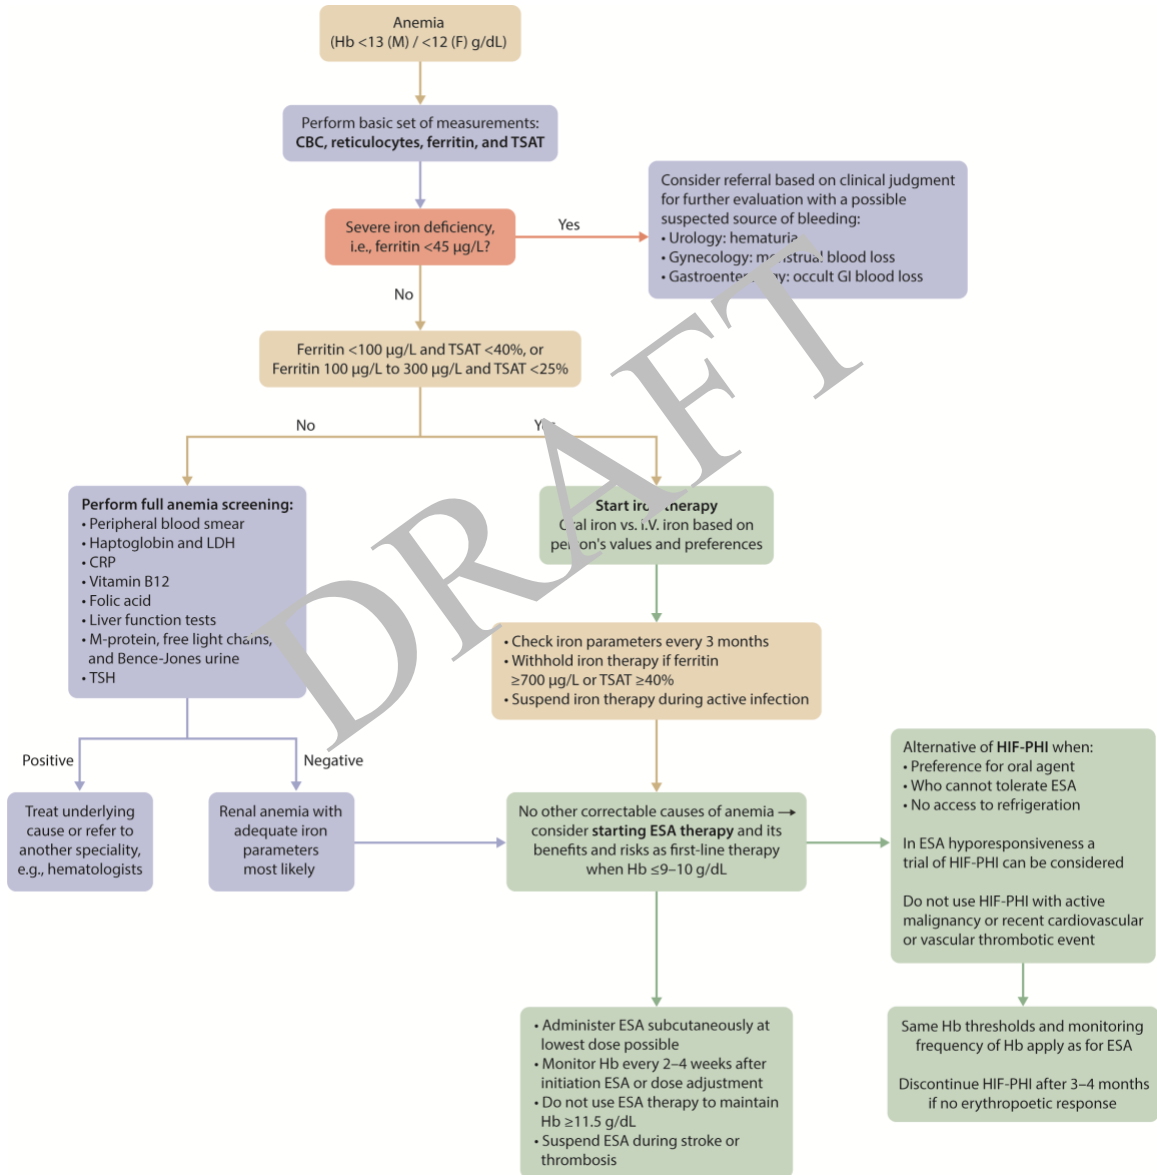 Anemia
(Hb <13 (M) / <12 (F) g/dL)
Perform basic set of measurements:
CBC, reticulocytes, ferritin, and TSAT
Severe iron deficiency,
i.e., ferritin <45 µg/L?
Yes
Consider referral based on clinical judgment
for further evaluation with a possible
suspected source of bleeding:
• Urology: hematuria
• Gynecology: menstrual blood loss
• Gastroenterology: occult GI blood loss
No
Ferritin <100 µg/L and TSAT <40%, or
Ferritin 100 µg/L to 300 µg/L and TSAT <25%
No
Yes
Perform full anemia screening:
• Peripheral blood smear
• Haptoglobin and LDH
• CRP
• Vitamin B12
• Folic acid
• Liver function tests
• M-protein, free light chains,
and Bence-Jones urine
• TSH
Start iron therapy
Oral iron vs. I.V. iron based on
person's values and preferences
• Check iron parameters every 3 months
• Withhold iron therapy if ferritin
≥700 µg/L or TSAT ≥40%
• Suspend iron therapy during active infection
DRAFT
Positive
Negative
Treat underlying
cause or refer to
another speciality,
e.g., hematologists
Renal anemia with
adequate iron
parameters
most likely
No other correctable causes of anemia →
consider starting ESA therapy and its
benefits and risks as first-line therapy
when Hb ≤9–10 g/dL
Alternative of HIF-PHI when:
• Preference for oral agent
• Who cannot tolerate ESA
• No access to refrigeration
In ESA hyporesponsiveness a
trial of HIF-PHI can be considered
Do not use HIF-PHI with active
malignancy or recent cardiovascular
or vascular thrombotic event
• Administer ESA subcutaneously at
lowest dose possible
• Monitor Hb every 2–4 weeks after
initiation ESA or dose adjustment
• Do not use ESA therapy to maintain
Hb ≥11.5 g/dL
• Suspend ESA during stroke or
thrombosis
Same Hb thresholds and monitoring
frequency of Hb apply as for ESA
Discontinue HIF-PHI after 3–4 months
if no erythropoetic response